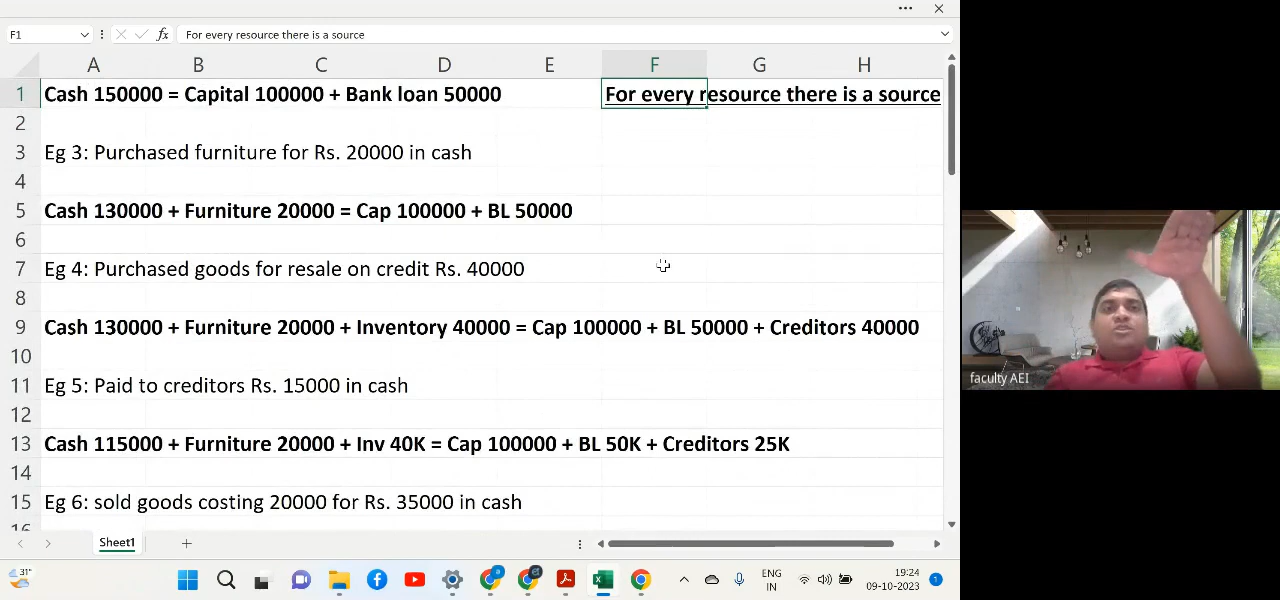 F1
fx
For every resource there is a source
A B C D E F G H
1 Cash 150000 = Capital 100000 + Bank loan 50000 For every resource there is a source
2
3 Eg 3: Purchased furniture for Rs. 20000 in cash
4
5 Cash 130000 + Furniture 20000 = Cap 100000 + BL 50000
6
7 Eg 4: Purchased goods for resale on credit Rs. 40000
8
9 Cash 130000 + Furniture 20000 + Inventory 40000 = Cap 100000 + BL 50000 + Creditors 40000
10
11 Eg 5: Paid to creditors Rs. 15000 in cash
12
13 Cash 115000 + Furniture 20000 + Inv 40K = Cap 100000 + BL 50K + Creditors 25K
14
15 Eg 6: sold goods costing 20000 for Rs. 35000 in cash
16
faculty AEI
Sheet1
31°
ENG
IN
19:24
09-10-2023
1